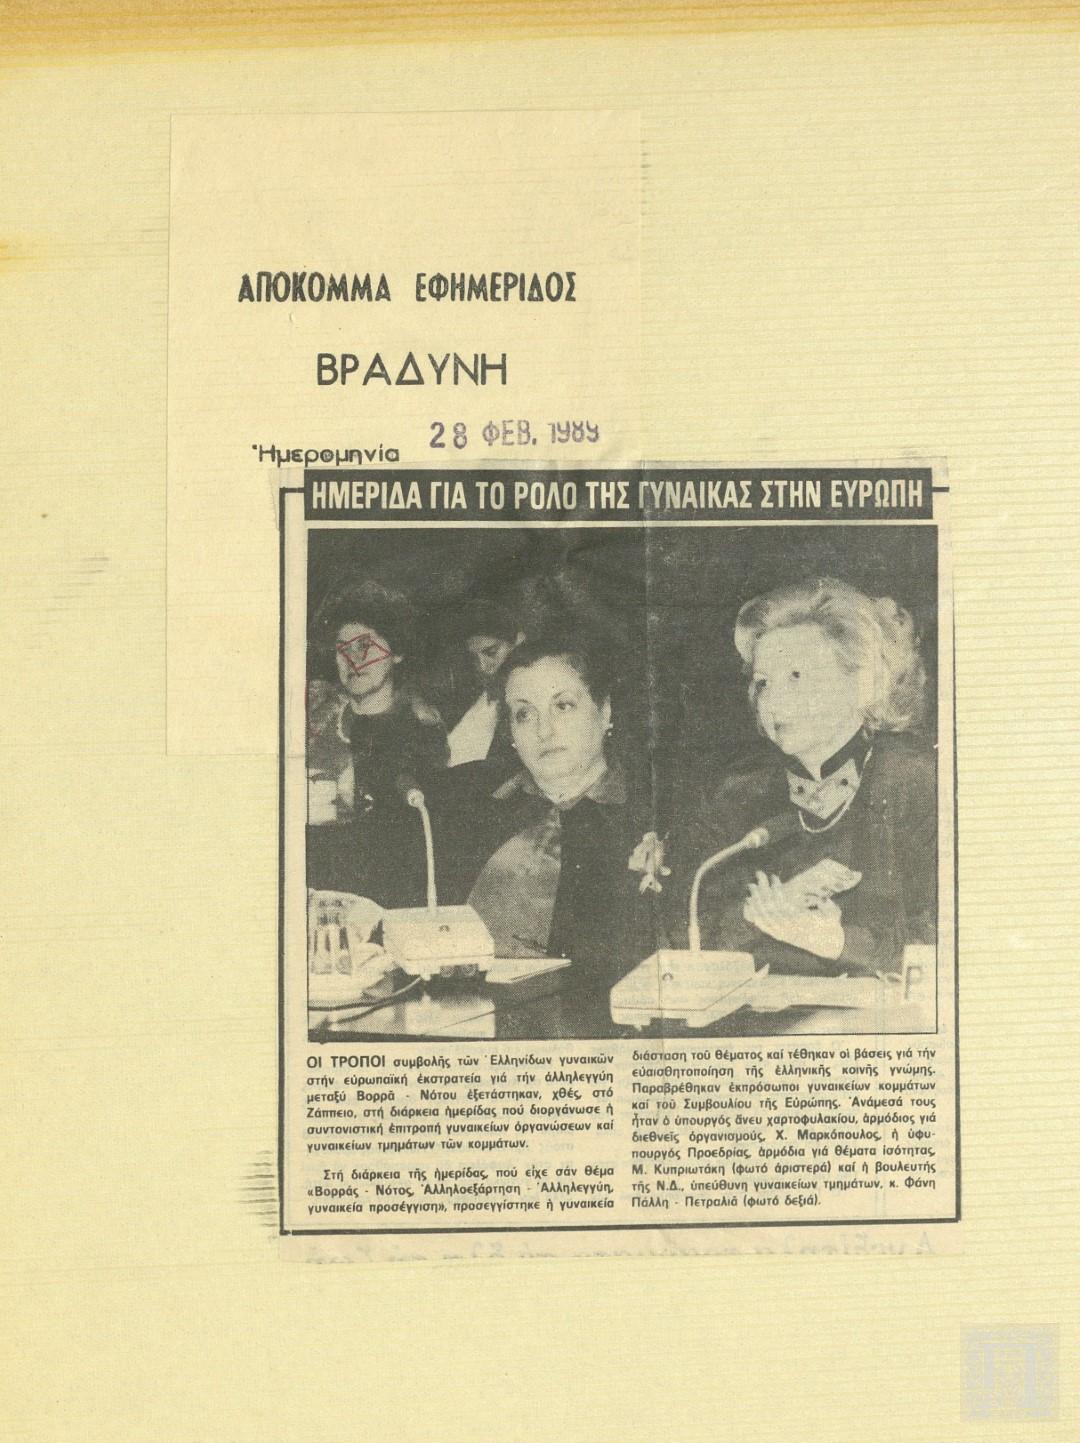 ΑΠΟΚΟΜΜΑ ΕΦΗΜΕΡΙΔΟΣ
ΒΡΑΔΥΝΗ
Ἡμερομηνία 28 ΦΕΒ. 1989
ΗΜΕΡΙΔΑ ΓΙΑ ΤΟ ΡΟΛΟ ΤΗΣ ΓΥΝΑΙΚΑΣ ΣΤΗΝ ΕΥΡΩΠΗ
ΟΙ ΤΡΟΠΟΙ συμβολῆς τῶν Ἑλληνίδων γυναικῶν
στήν εὐρωπαϊκή ἐκστρατεία γιά τήν ἀλληλεγγύη
μεταξύ Βορρᾶ - Νότου ἐξετάστηκαν, χθές, στό
Ζάππειο, στή διάρκεια ἡμερίδας πού διοργάνωσε ἡ
συντονιστική ἐπιτροπή γυναικείων ὀργανώσεων καί
γυναικείων τμημάτων τῶν κομμάτων.
Στή διάρκεια τῆς ἡμερίδας, πού εἶχε σάν θέμα
«Βορρᾶς - Νότος, Ἀλληλοεξάρτηση - Ἀλληλεγγύη,
γυναικεία προσέγγιση», προσεγγίστηκε ἡ γυναικεία
διάσταση τοῦ θέματος καί τέθηκαν οἱ βάσεις γιά τήν
εὐαισθητοποίηση τῆς ἑλληνικῆς κοινῆς γνώμης.
Παραβρέθηκαν ἐκπρόσωποι γυναικείων κομμάτων
καί τοῦ Συμβουλίου τῆς Εὐρώπης. Ἀνάμεσά τους
ἦταν ὁ ὑπουργός ἄνευ χαρτοφυλακίου, ἁρμόδιος γιά
διεθνεῖς ὀργανισμούς, Χ. Μαρκόπουλος, ἡ ὑφυ-
πουργός Προεδρίας, ἁρμόδια γιά θέματα ἰσότητας,
Μ. Κυπριωτάκη (φωτό ἀριστερά) καί ἡ βουλευτής
τῆς Ν.Δ., ὑπεύθυνη γυναικείων τμημάτων, κ. Φάνη
Πάλλη - Πετραλιᾶ (φωτό δεξιά).